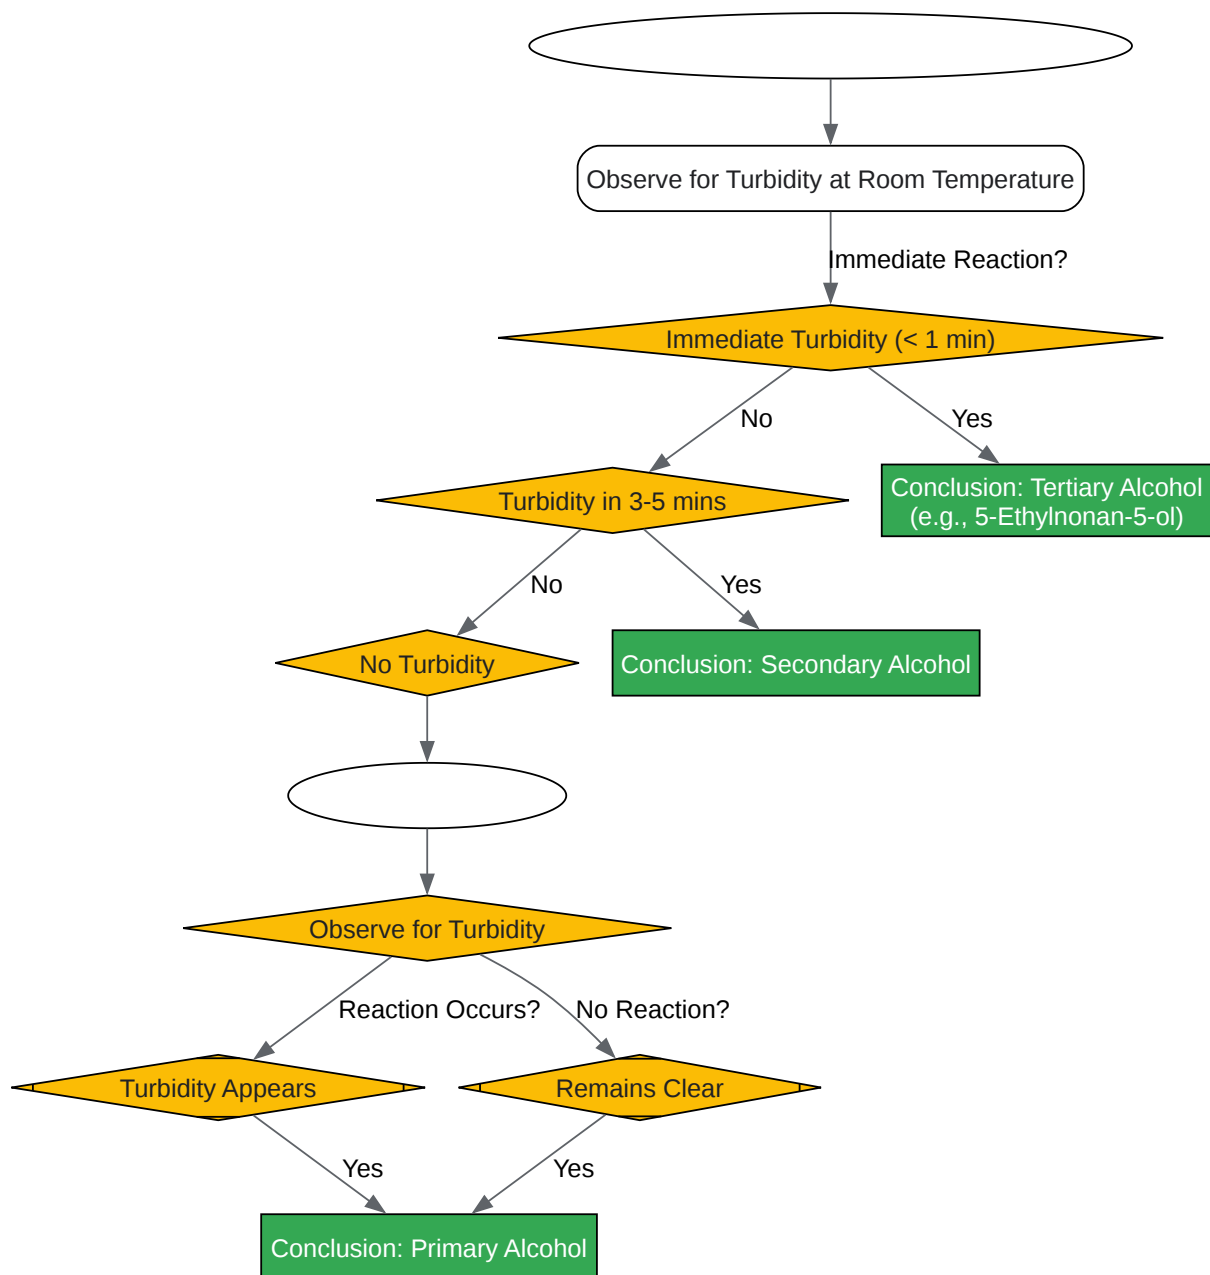 Observe for Turbidity at Room Temperature
Immediate Reaction?
Immediate Turbidity (< 1 min)
No
Yes
Turbidity in 3-5 mins
Conclusion: Tertiary Alcohol
(e.g., 5-Ethylnonan-5-ol)
No
Yes
No Turbidity
Conclusion: Secondary Alcohol
Observe for Turbidity
Reaction Occurs?
No Reaction?
Turbidity Appears
Remains Clear
Yes
Yes
Conclusion: Primary Alcohol